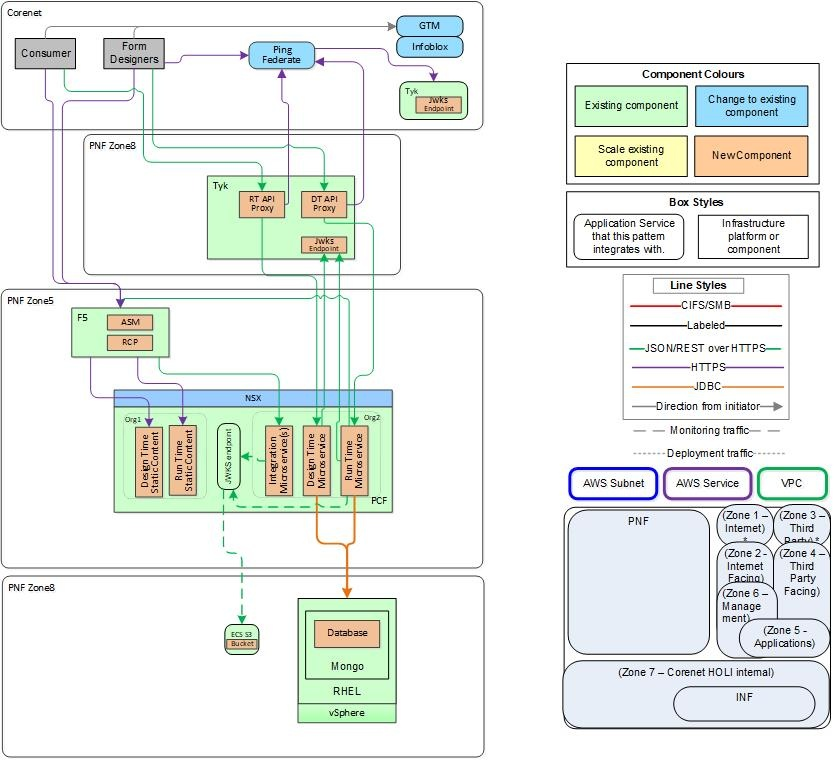 Corenet
Consumer
Form
Designers
Ping
Federate
GTM
Infoblox
Tyk
Jwks
Endpoint
PNF Zone8
Tyk
RT API
Proxy
DT API
Proxy
Jwks
Endpoint
PNF Zone5
F5
ASM
RCP
NSX
Org1
Org2
Design Time
Static Content
Run Time
Static Content
JWKS endpoint
Integration
Microservice(s)
Design Time
Microservice
Run Time
Microservice
PCF
PNF Zone8
ECS S3
Bucket
Database
Mongo
RHEL
vSphere
Component Colours
Existing component
Change to existing
component
Scale existing
component
New Component
Box Styles
Application Service
that this pattern
integrates with.
Infrastructure
platform or
component
Line Styles
CIFS/SMB
Labeled
JSON/REST over HTTPS
HTTPS
JDBC
Direction from initiator
Monitoring traffic
Deployment traffic
AWS Subnet
AWS Service
VPC
PNF
(Zone 1 –
Internet)
*
(Zone 3 –
Third
Party) *
(Zone 2 -
Internet
Facing)
(Zone 4 –
Third
Party
Facing)
(Zone 6 –
Manage
ment)
(Zone 5 -
Applications)
(Zone 7 – Corenet HOLI internal)
INF